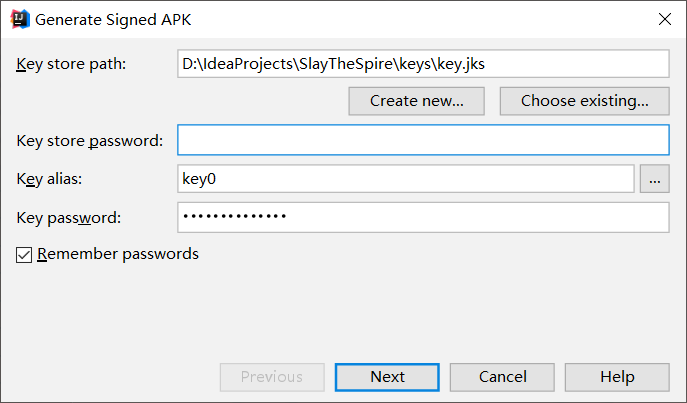 IJ
Generate Signed APK
Key store path:
D:\IdeaProjects\SlayTheSpire\keys\key.jks
Create new... Choose existing...
Key store password:
Key alias:
key0
...
Key password:
••••••••••••••
Remember passwords
Previous Next Cancel Help